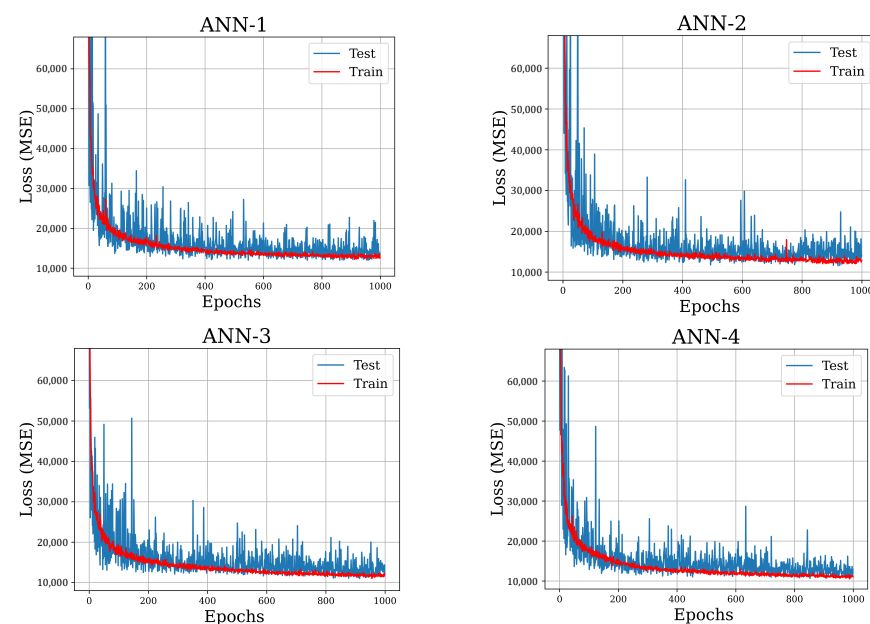 ANN-1
Loss (MSE)
60,000
50,000
40,000
30,000
20,000
10,000
0
200
400
600
800
1000
Epochs
Test
Train
ANN-2
Loss (MSE)
60,000
50,000
40,000
30,000
20,000
10,000
0
200
400
600
800
1000
Epochs
Test
Train
ANN-3
Loss (MSE)
60,000
50,000
40,000
30,000
20,000
10,000
0
200
400
600
800
1000
Epochs
Test
Train
ANN-4
Loss (MSE)
60,000
50,000
40,000
30,000
20,000
10,000
0
200
400
600
800
1000
Epochs
Test
Train